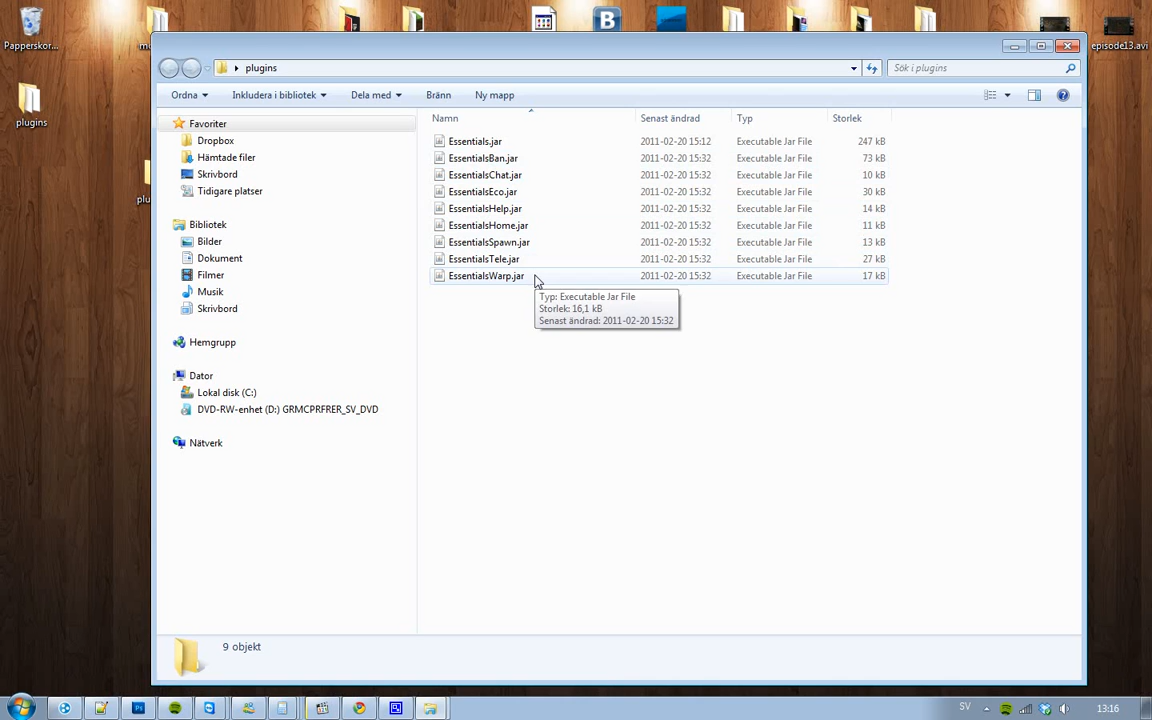 Papperskor...
mc
episode13.avi
plugins
plugins
Sök i plugins
Ordna
Inkludera i bibliotek
Dela med
Bränn
Ny mapp
Favoriter
Dropbox
Hämtade filer
Skrivbord
Tidigare platser
Bibliotek
Bilder
Dokument
Filmer
Musik
Skrivbord
Hemgrupp
Dator
Lokal disk (C:)
DVD-RW-enhet (D:) GRMCPRFRER_SV_DVD
Nätverk
plu
Namn Senast ändrad Typ Storlek
Essentials.jar 2011-02-20 15:12 Executable Jar File 247 kB
EssentialsBan.jar 2011-02-20 15:32 Executable Jar File 73 kB
EssentialsChat.jar 2011-02-20 15:32 Executable Jar File 10 kB
EssentialsEco.jar 2011-02-20 15:32 Executable Jar File 30 kB
EssentialsHelp.jar 2011-02-20 15:32 Executable Jar File 14 kB
EssentialsHome.jar 2011-02-20 15:32 Executable Jar File 11 kB
EssentialsSpawn.jar 2011-02-20 15:32 Executable Jar File 13 kB
EssentialsTele.jar 2011-02-20 15:32 Executable Jar File 27 kB
EssentialsWarp.jar 2011-02-20 15:32 Executable Jar File 17 kB
Typ: Executable Jar File
Storlek: 16,1 kB
Senast ändrad: 2011-02-20 15:32
9 objekt
SV
13:16